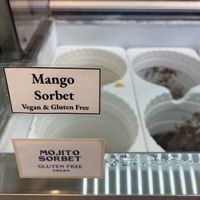 Mango
Sorbet
Vegan & Gluten Free
MOJITO
SORBET
GLUTEN FREE
VEGAN